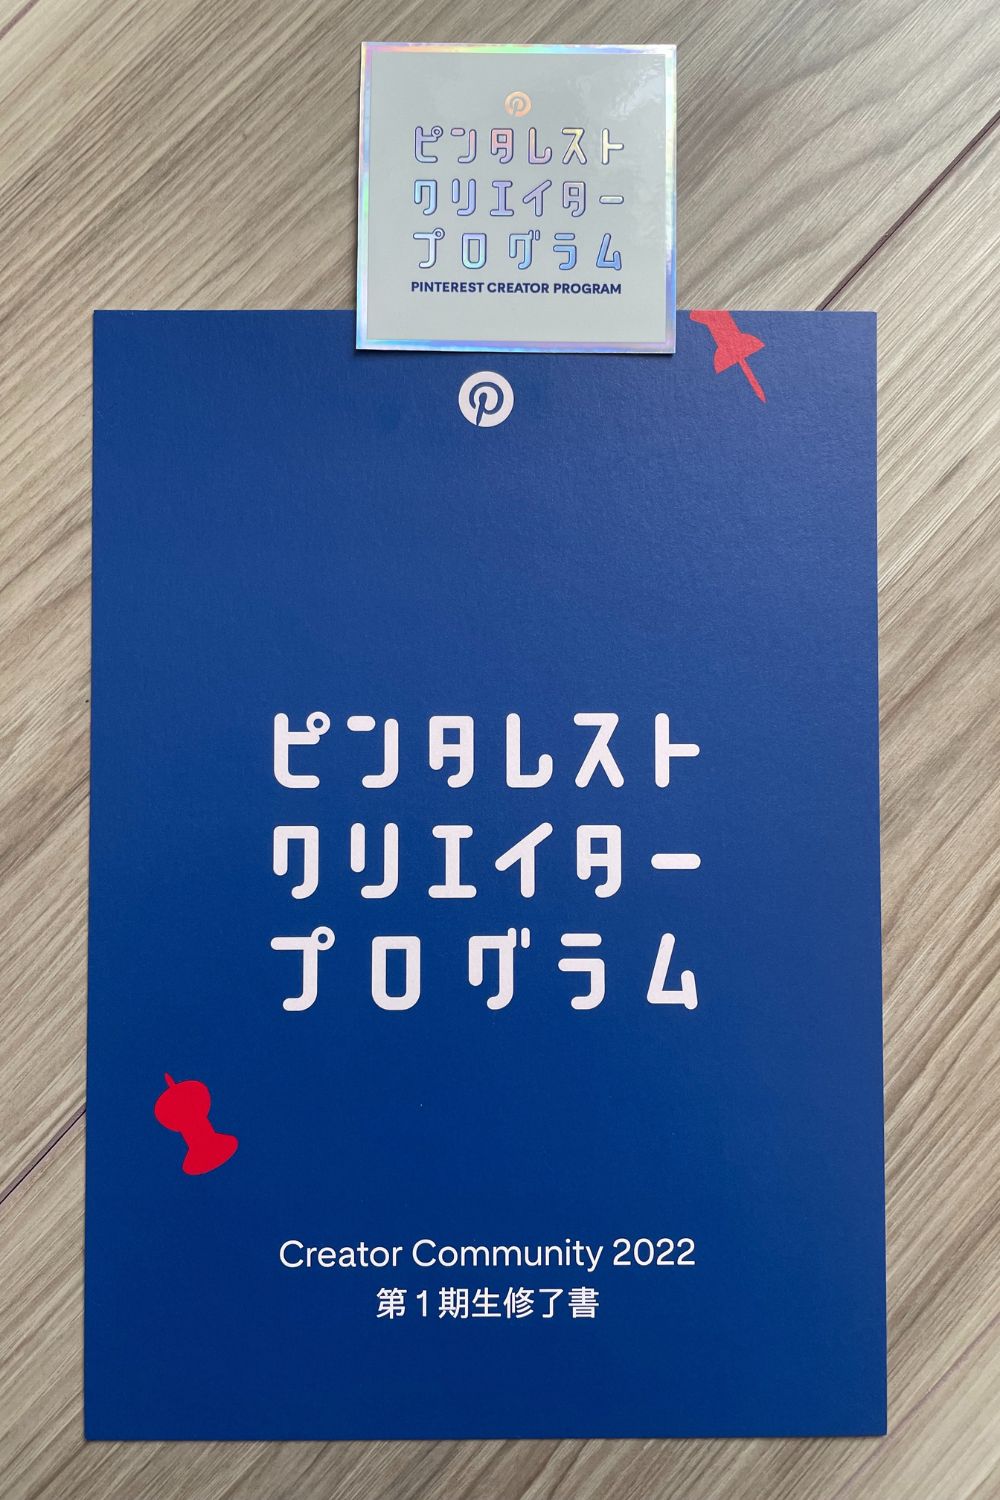 ピンタレスト
クリエイター
プログラム
PINTEREST CREATOR PROGRAM
ピンタレスト
クリエイター
プログラム
Creator Community 2022
第1期生修了書